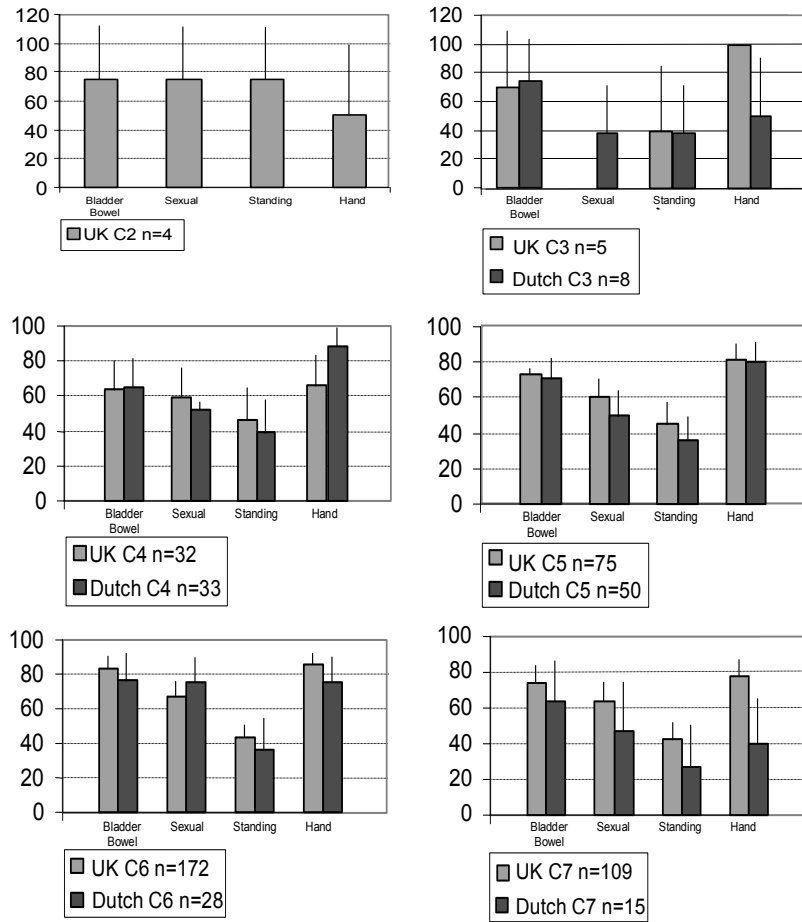 120
100
80
60
40
20
0
Bladder Bowel
Sexual
Standing
Hand
UK C2 n=4
120
100
80
60
40
20
0
Bladder Bowel
Sexual
Standing
Hand
UK C3 n=5
Dutch C3 n=8
100
80
60
40
20
0
Bladder Bowel
Sexual
Standing
Hand
UK C4 n=32
Dutch C4 n=33
100
80
60
40
20
0
Bladder Bowel
Sexual
Standing
Hand
UK C5 n=75
Dutch C5 n=50
100
80
60
40
20
0
Bladder Bowel
Sexual
Standing
Hand
UK C6 n=172
Dutch C6 n=28
100
80
60
40
20
0
Bladder Bowel
Sexual
Standing
Hand
UK C7 n=109
Dutch C7 n=15